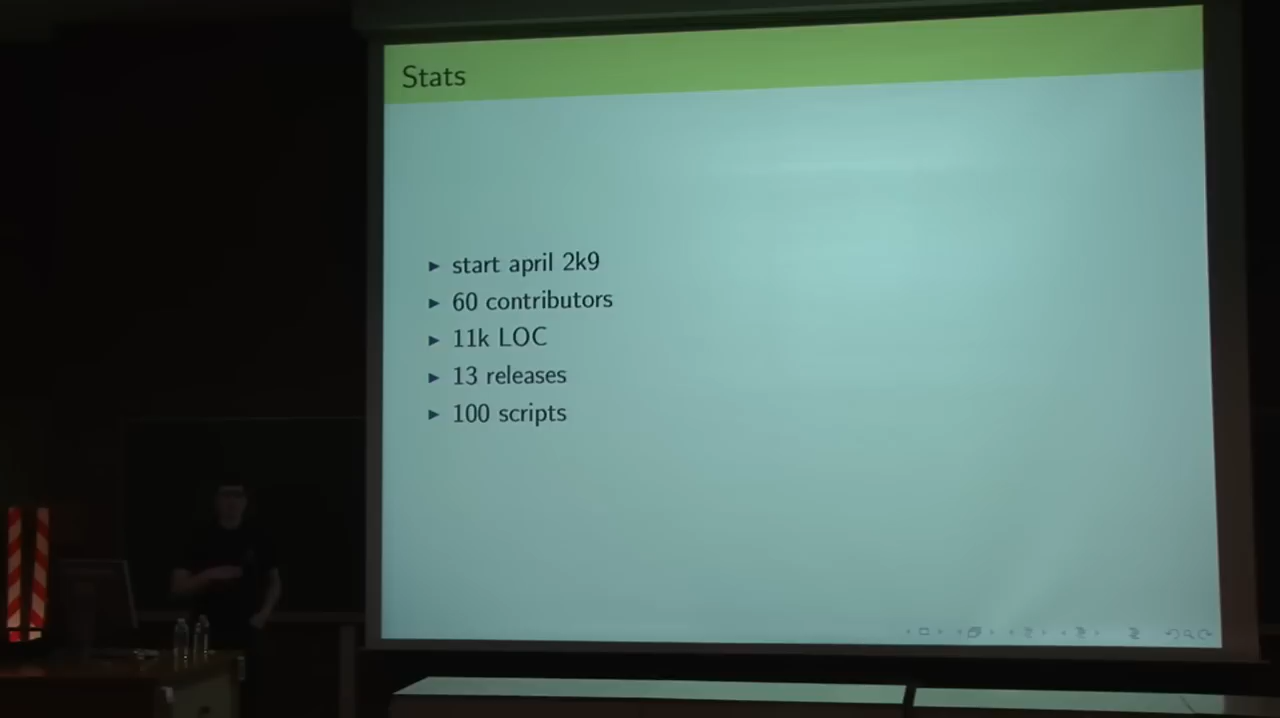 Stats
start april 2k9
60 contributors
11k LOC
13 releases
100 scripts